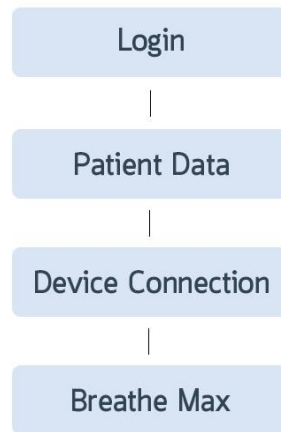 Login
Patient Data
Device Connection
Breathe Max